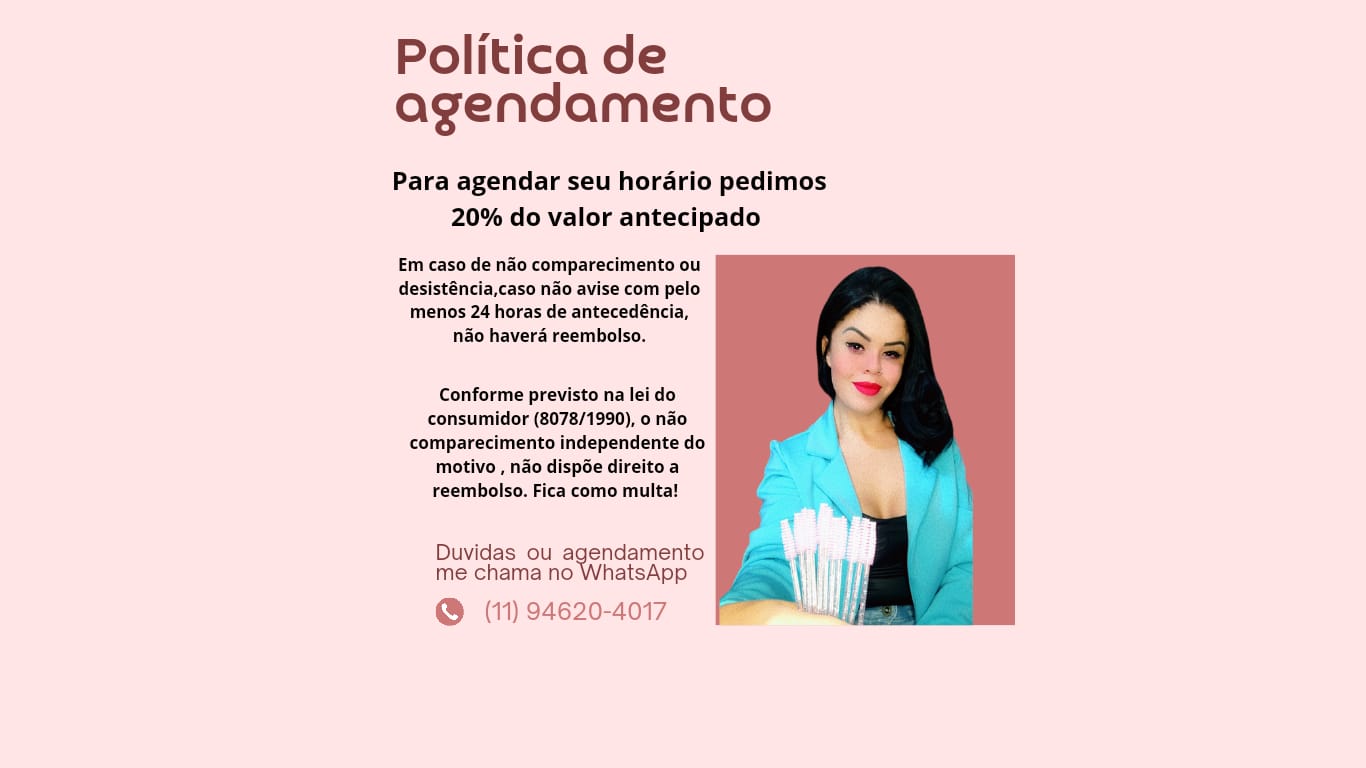 Política de
agendamento
Para agendar seu horário pedimos
20% do valor antecipado
Em caso de não comparecimento ou
desistência,caso não avise com pelo
menos 24 horas de antecedência,
não haverá reembolso.
Conforme previsto na lei do
consumidor (8078/1990), o não
comparecimento independente do
motivo , não dispõe direito a
reembolso. Fica como multa!
Duvidas ou agendamento
me chama no WhatsApp
(11) 94620-4017